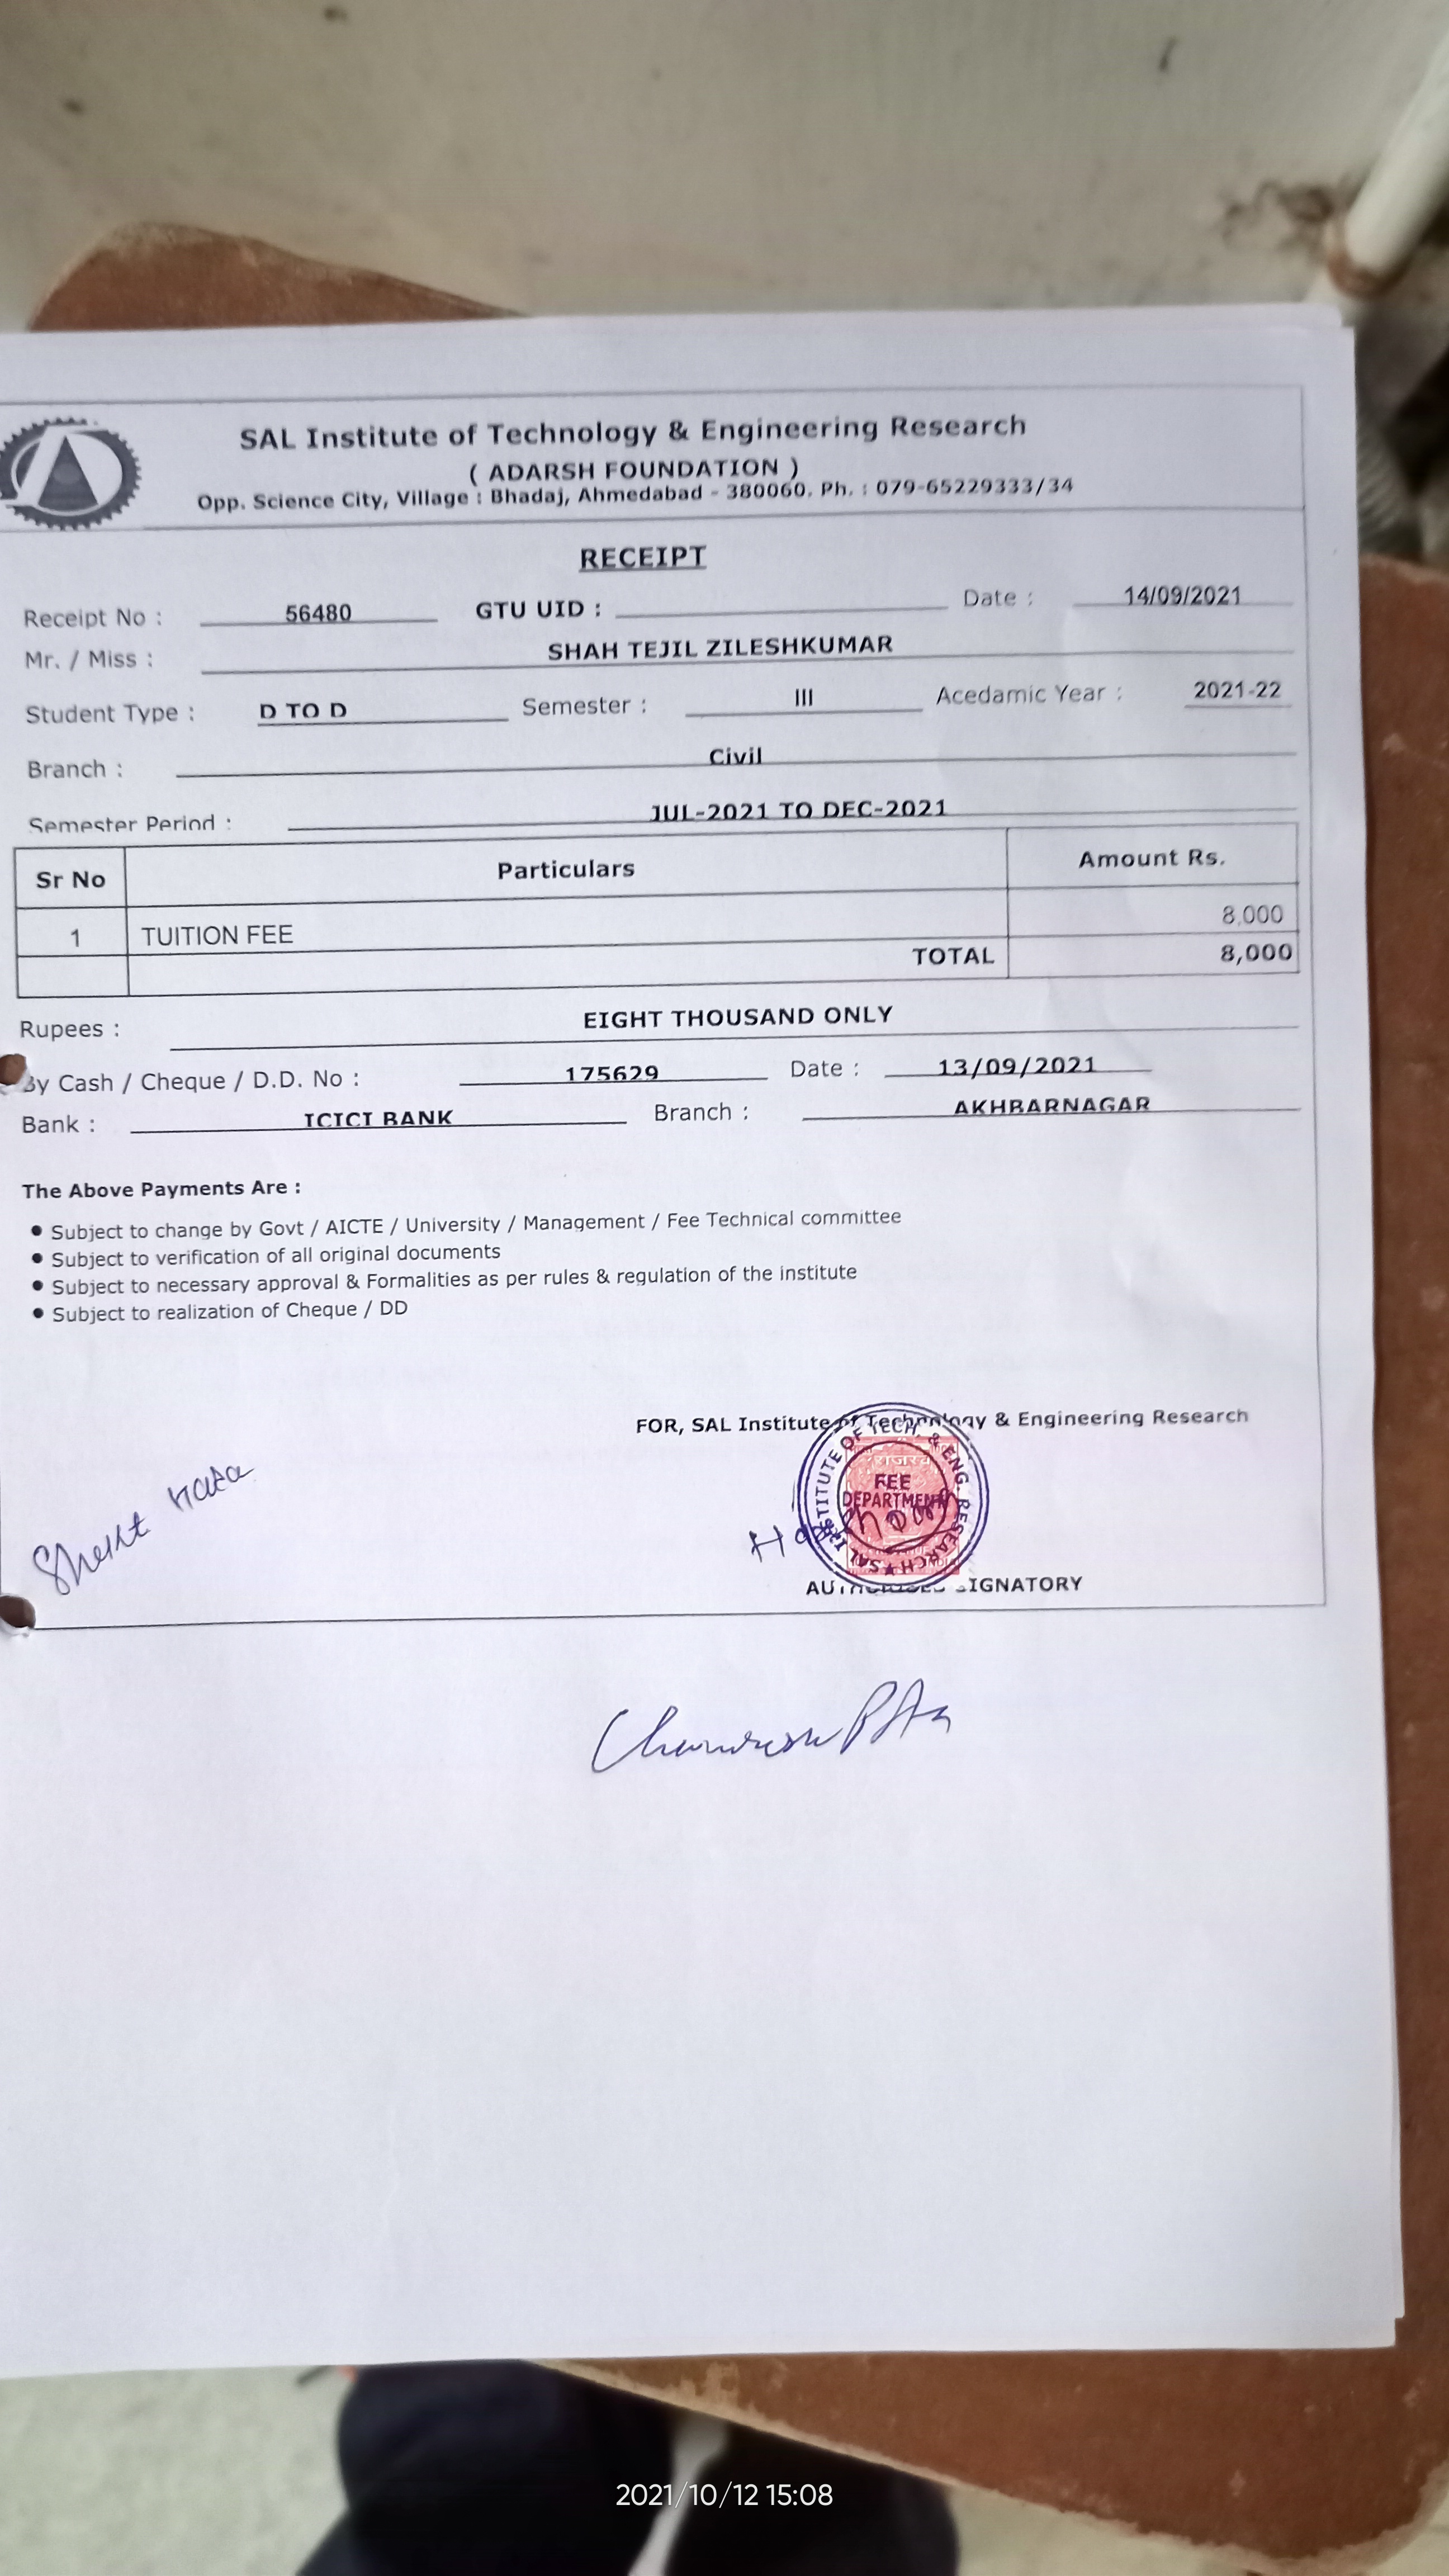 SAL Institute of Technology & Engineering Research
( ADARSH FOUNDATION )
Opp. Science City, Village : Bhadaj, Ahmedabad - 380060. Ph. : 079-65229333/34
RECEIPT
Receipt No : 56480 GTU UID : Date : 14/09/2021
Mr. / Miss : SHAH TEJIL ZILESHKUMAR
Student Type : D TO D Semester : III Acedamic Year : 2021-22
Branch : Civil
Semester Period : JUL-2021 TO DEC-2021
Sr No Particulars Amount Rs.
1 TUITION FEE 8,000
TOTAL 8,000
Rupees : EIGHT THOUSAND ONLY
By Cash / Cheque / D.D. No : 175629 Date : 13/09/2021
Bank : ICICI BANK Branch : AKHBARNAGAR
The Above Payments Are :
● Subject to change by Govt / AICTE / University / Management / Fee Technical committee
● Subject to verification of all original documents
● Subject to necessary approval & Formalities as per rules & regulation of the institute
● Subject to realization of Cheque / DD
FOR, SAL Institute of Technology & Engineering Research
SAL INSTITUTE OF TECH. & ENG. RESEARCH ★
FEE
DEPARTMENT
AUTHORISED SIGNATORY
2021/10/12 15:08